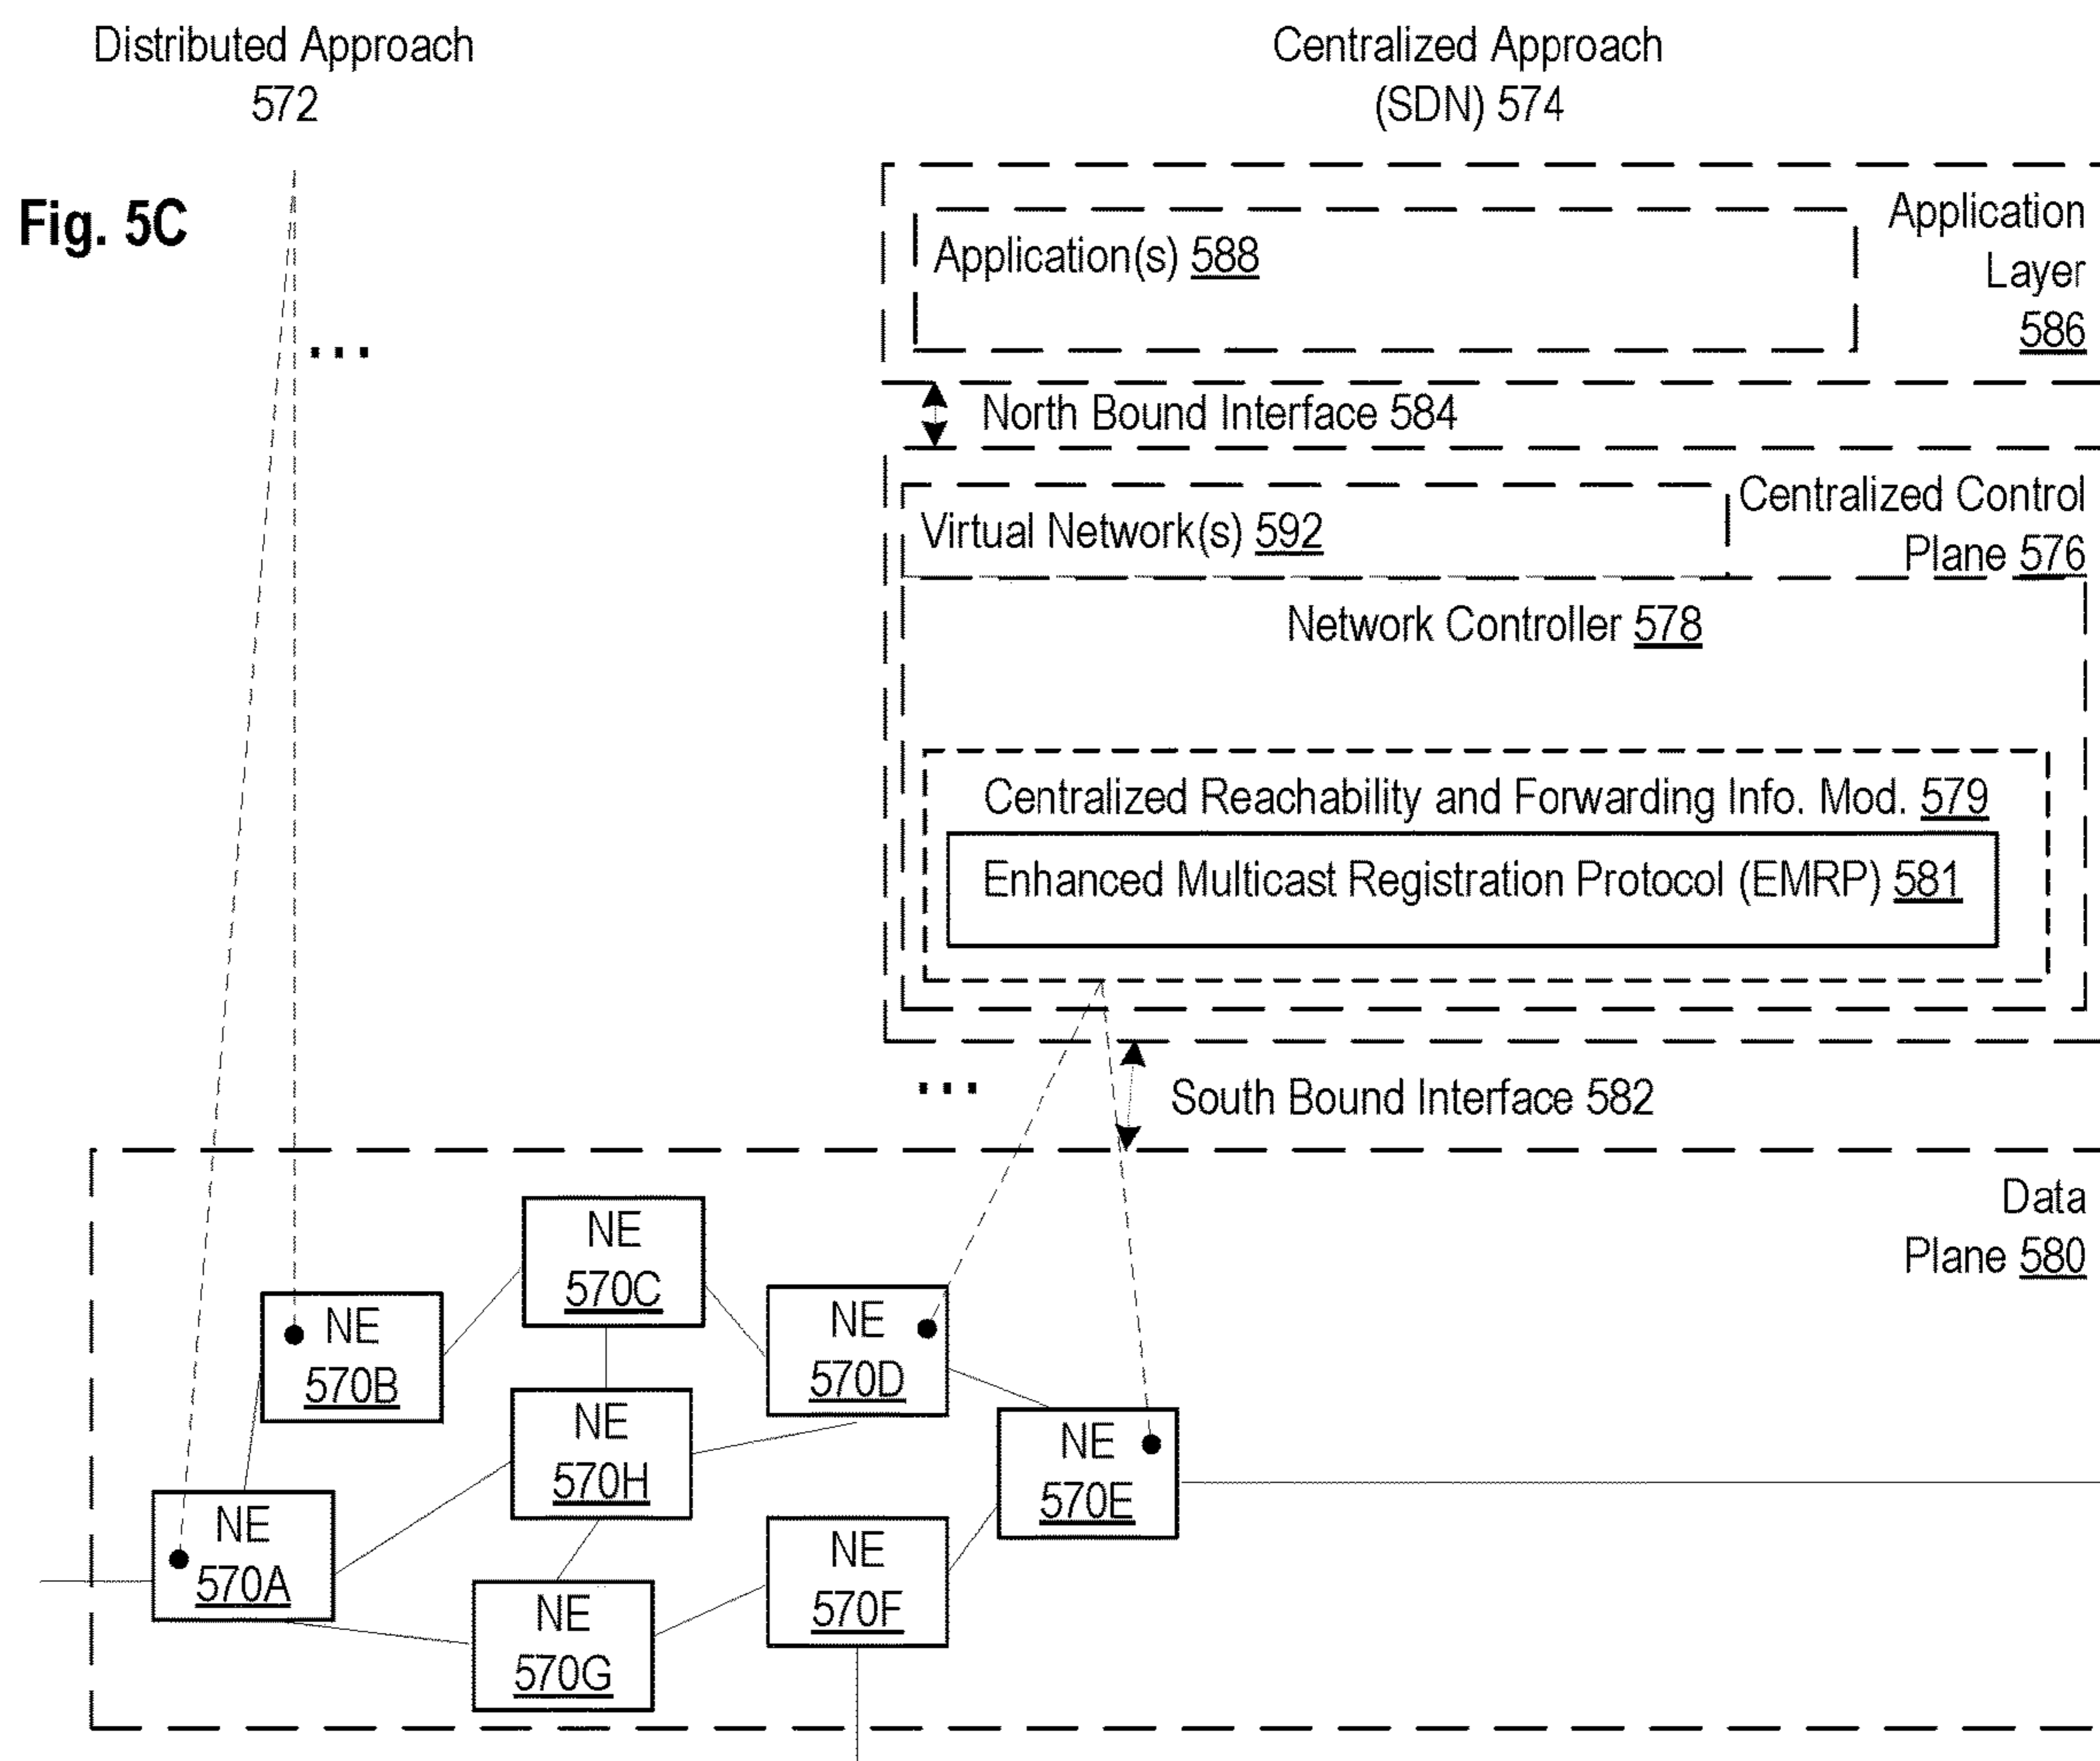 Distributed Approach
572
Centralized Approach
(SDN) 574
Fig. 5C
...
Application(s) 588
Application
Layer
586
North Bound Interface 584
Virtual Network(s) 592
Centralized Control
Plane 576
Network Controller 578
Centralized Reachability and Forwarding Info. Mod. 579
Enhanced Multicast Registration Protocol (EMRP) 581
...
South Bound Interface 582
Data
Plane 580
NE
570C
NE
570B
NE
570D
NE
570H
NE
570E
NE
570A
NE
570F
NE
570G